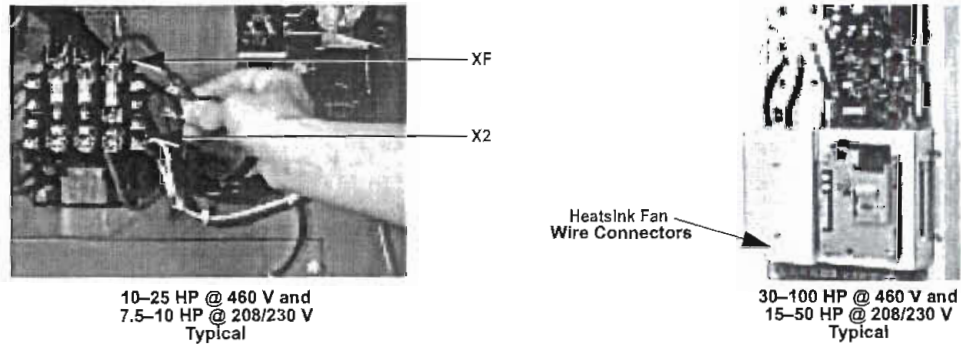 XF
X2
10–25 HP @ 460 V and
7.5–10 HP @ 208/230 V
Typical
Heatsink Fan
Wire Connectors
30–100 HP @ 460 V and
15–50 HP @ 208/230 V
Typical